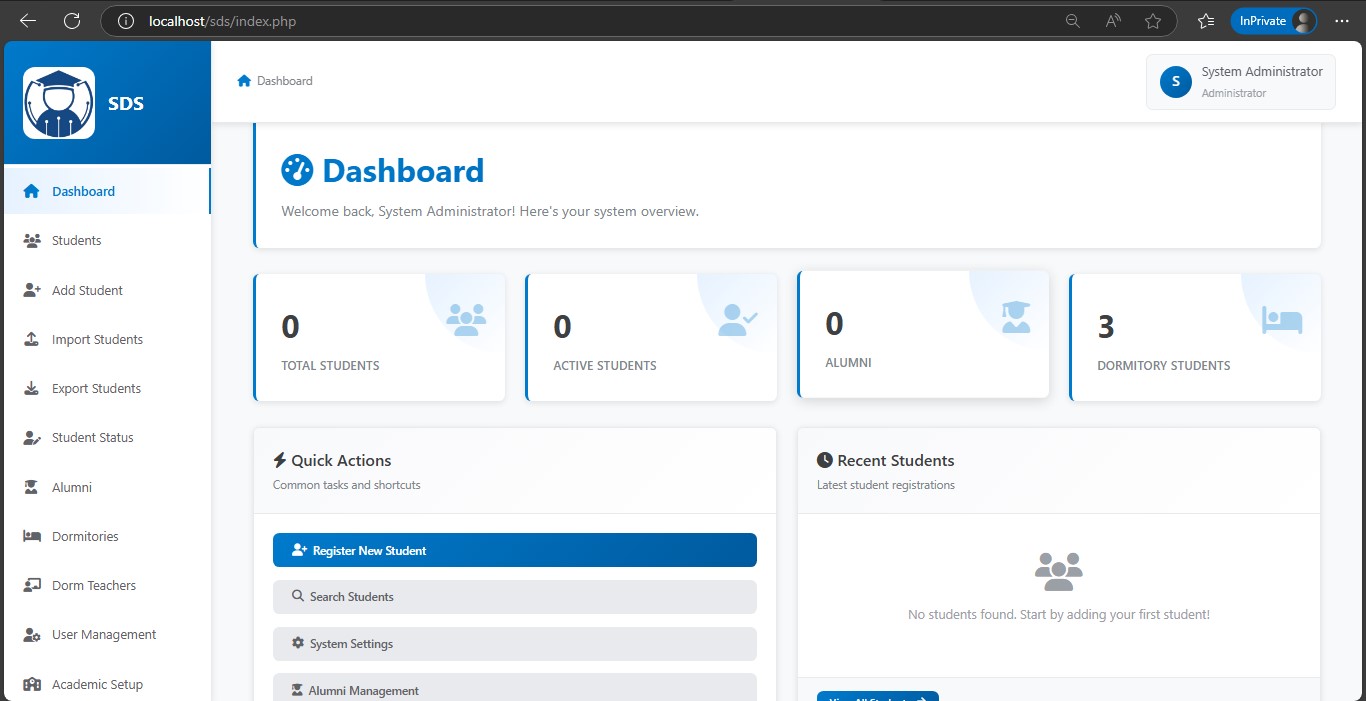 localhost/sds/index.php
InPrivate
SDS
Dashboard
System Administrator
S
Administrator
Dashboard
Students
Add Student
Import Students
Export Students
Student Status
Alumni
Dormitories
Dorm Teachers
User Management
Academic Setup
Dashboard
Welcome back, System Administrator! Here's your system overview.
0
TOTAL STUDENTS
0
ACTIVE STUDENTS
0
ALUMNI
3
DORMITORY STUDENTS
Quick Actions
Common tasks and shortcuts
Register New Student
Search Students
System Settings
Alumni Management
Recent Students
Latest student registrations
No students found. Start by adding your first student!